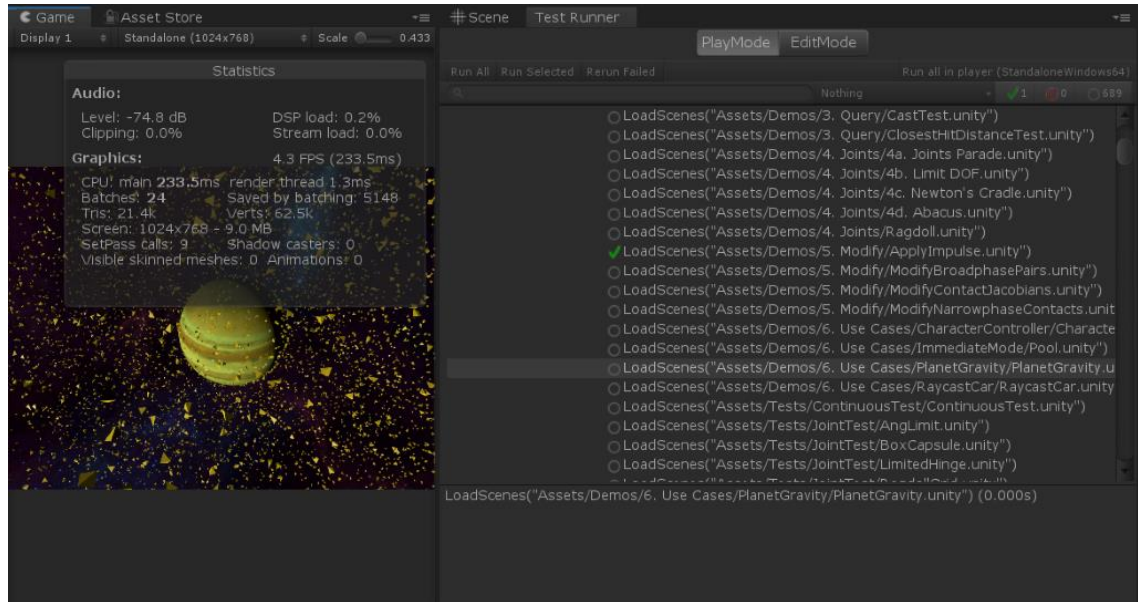 Game Asset Store
Display 1 Standalone (1024x768) Scale 0.433
Statistics
Audio:
Level: -74.8 dB DSP load: 0.2%
Clipping: 0.0% Stream load: 0.0%
Graphics: 4.3 FPS (233.5ms)
CPU: main 233.5ms render thread 1.3ms
Batches: 24 Saved by batching: 5148
Tris: 21.4k Verts: 62.5k
Screen: 1024x768 - 9.0 MB
SetPass calls: 9 Shadow casters: 0
Visible skinned meshes: 0 Animations: 0
Scene Test Runner
PlayMode EditMode
Run All Run Selected Rerun Failed Run all in player (StandaloneWindows64)
Nothing 1 0 689
LoadScenes("Assets/Demos/3. Query/CastTest.unity")
LoadScenes("Assets/Demos/3. Query/ClosestHitDistanceTest.unity")
LoadScenes("Assets/Demos/4. Joints/4a. Joints Parade.unity")
LoadScenes("Assets/Demos/4. Joints/4b. Limit DOF.unity")
LoadScenes("Assets/Demos/4. Joints/4c. Newton's Cradle.unity")
LoadScenes("Assets/Demos/4. Joints/4d. Abacus.unity")
LoadScenes("Assets/Demos/4. Joints/Ragdoll.unity")
LoadScenes("Assets/Demos/5. Modify/ApplyImpulse.unity")
LoadScenes("Assets/Demos/5. Modify/ModifyBroadphasePairs.unity")
LoadScenes("Assets/Demos/5. Modify/ModifyContactJacobians.unity")
LoadScenes("Assets/Demos/5. Modify/ModifyNarrowphaseContacts.unit
LoadScenes("Assets/Demos/6. Use Cases/CharacterController/Characte
LoadScenes("Assets/Demos/6. Use Cases/ImmediateMode/Pool.unity")
LoadScenes("Assets/Demos/6. Use Cases/PlanetGravity/PlanetGravity.u
LoadScenes("Assets/Demos/6. Use Cases/RaycastCar/RaycastCar.unity
LoadScenes("Assets/Tests/ContinuousTest/ContinuousTest.unity")
LoadScenes("Assets/Tests/JointTest/AngLimit.unity")
LoadScenes("Assets/Tests/JointTest/BoxCapsule.unity")
LoadScenes("Assets/Tests/JointTest/LimitedHinge.unity")
LoadScenes("Assets/Demos/6. Use Cases/PlanetGravity/PlanetGravity.unity") (0.000s)